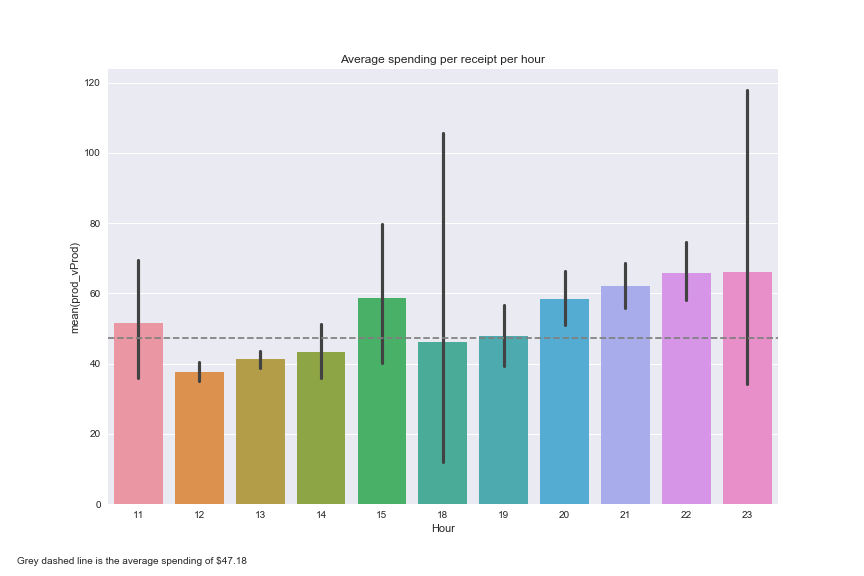 Average spending per receipt per hour
mean(prod_vProd)
120
100
80
60
40
20
0
11 12 13 14 15 18 19 20 21 22 23
Hour
Grey dashed line is the average spending of $47.18